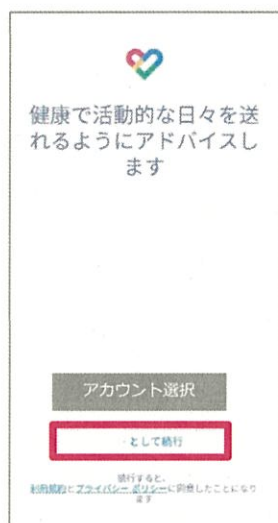 健康で活動的な日々を送
れるようにアドバイスし
ます
アカウント選択
として続行
続行すると、
利用規約とプライバシー ポリシーに同意したことになり
ます